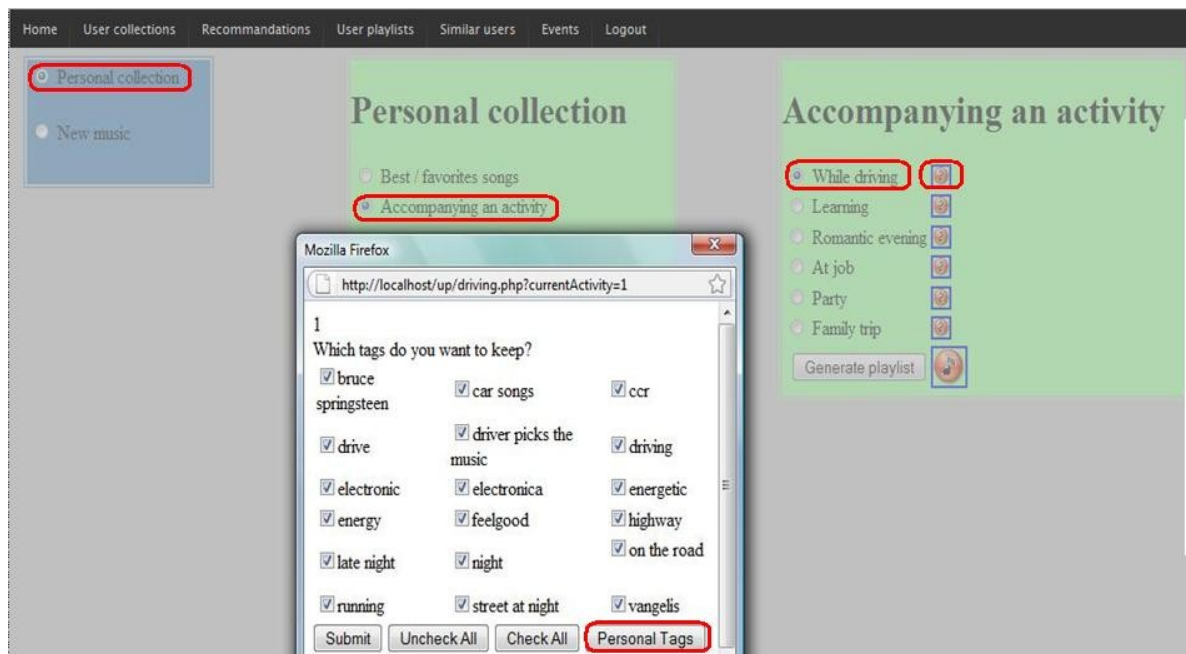 Home User collections Recommandations User playlists Similar users Events Logout
Personal collection
New music
Personal collection
Best / favorites songs
Accompanying an activity
Accompanying an activity
While driving
Learning
Romantic evening
At job
Party
Family trip
Generate playlist
Mozilla Firefox
http://localhost/up/driving.php?currentActivity=1
1
Which tags do you want to keep?
bruce springsteen
car songs
ccr
drive
driver picks the music
driving
electronic
electronica
energetic
energy
feelgood
highway
late night
night
on the road
running
street at night
vangelis
Submit Uncheck All Check All Personal Tags